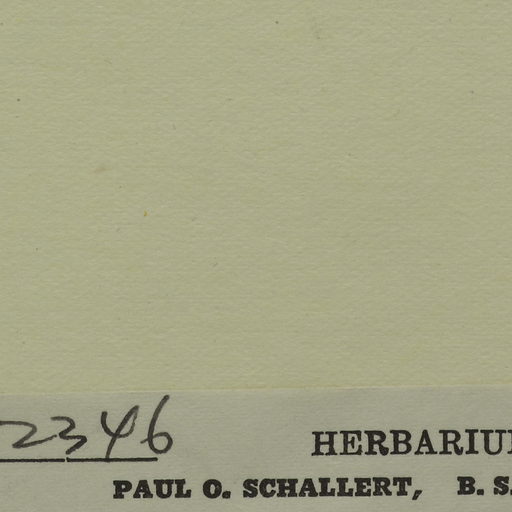 2346
HERBARIU
PAUL O. SCHALLERT, B. S.